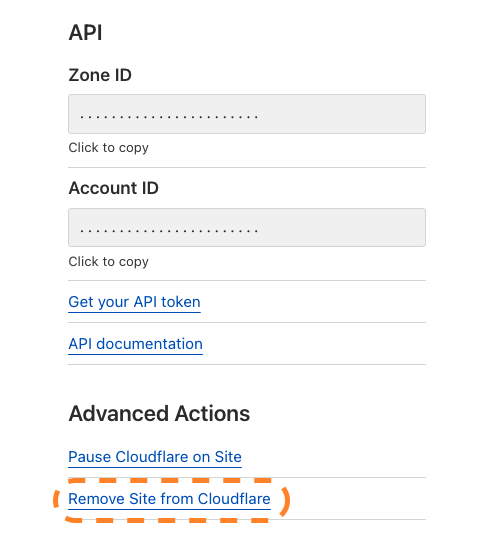 API
Zone ID
.......................
Click to copy
Account ID
.......................
Click to copy
Get your API token
API documentation
Advanced Actions
Pause Cloudflare on Site
Remove Site from Cloudflare